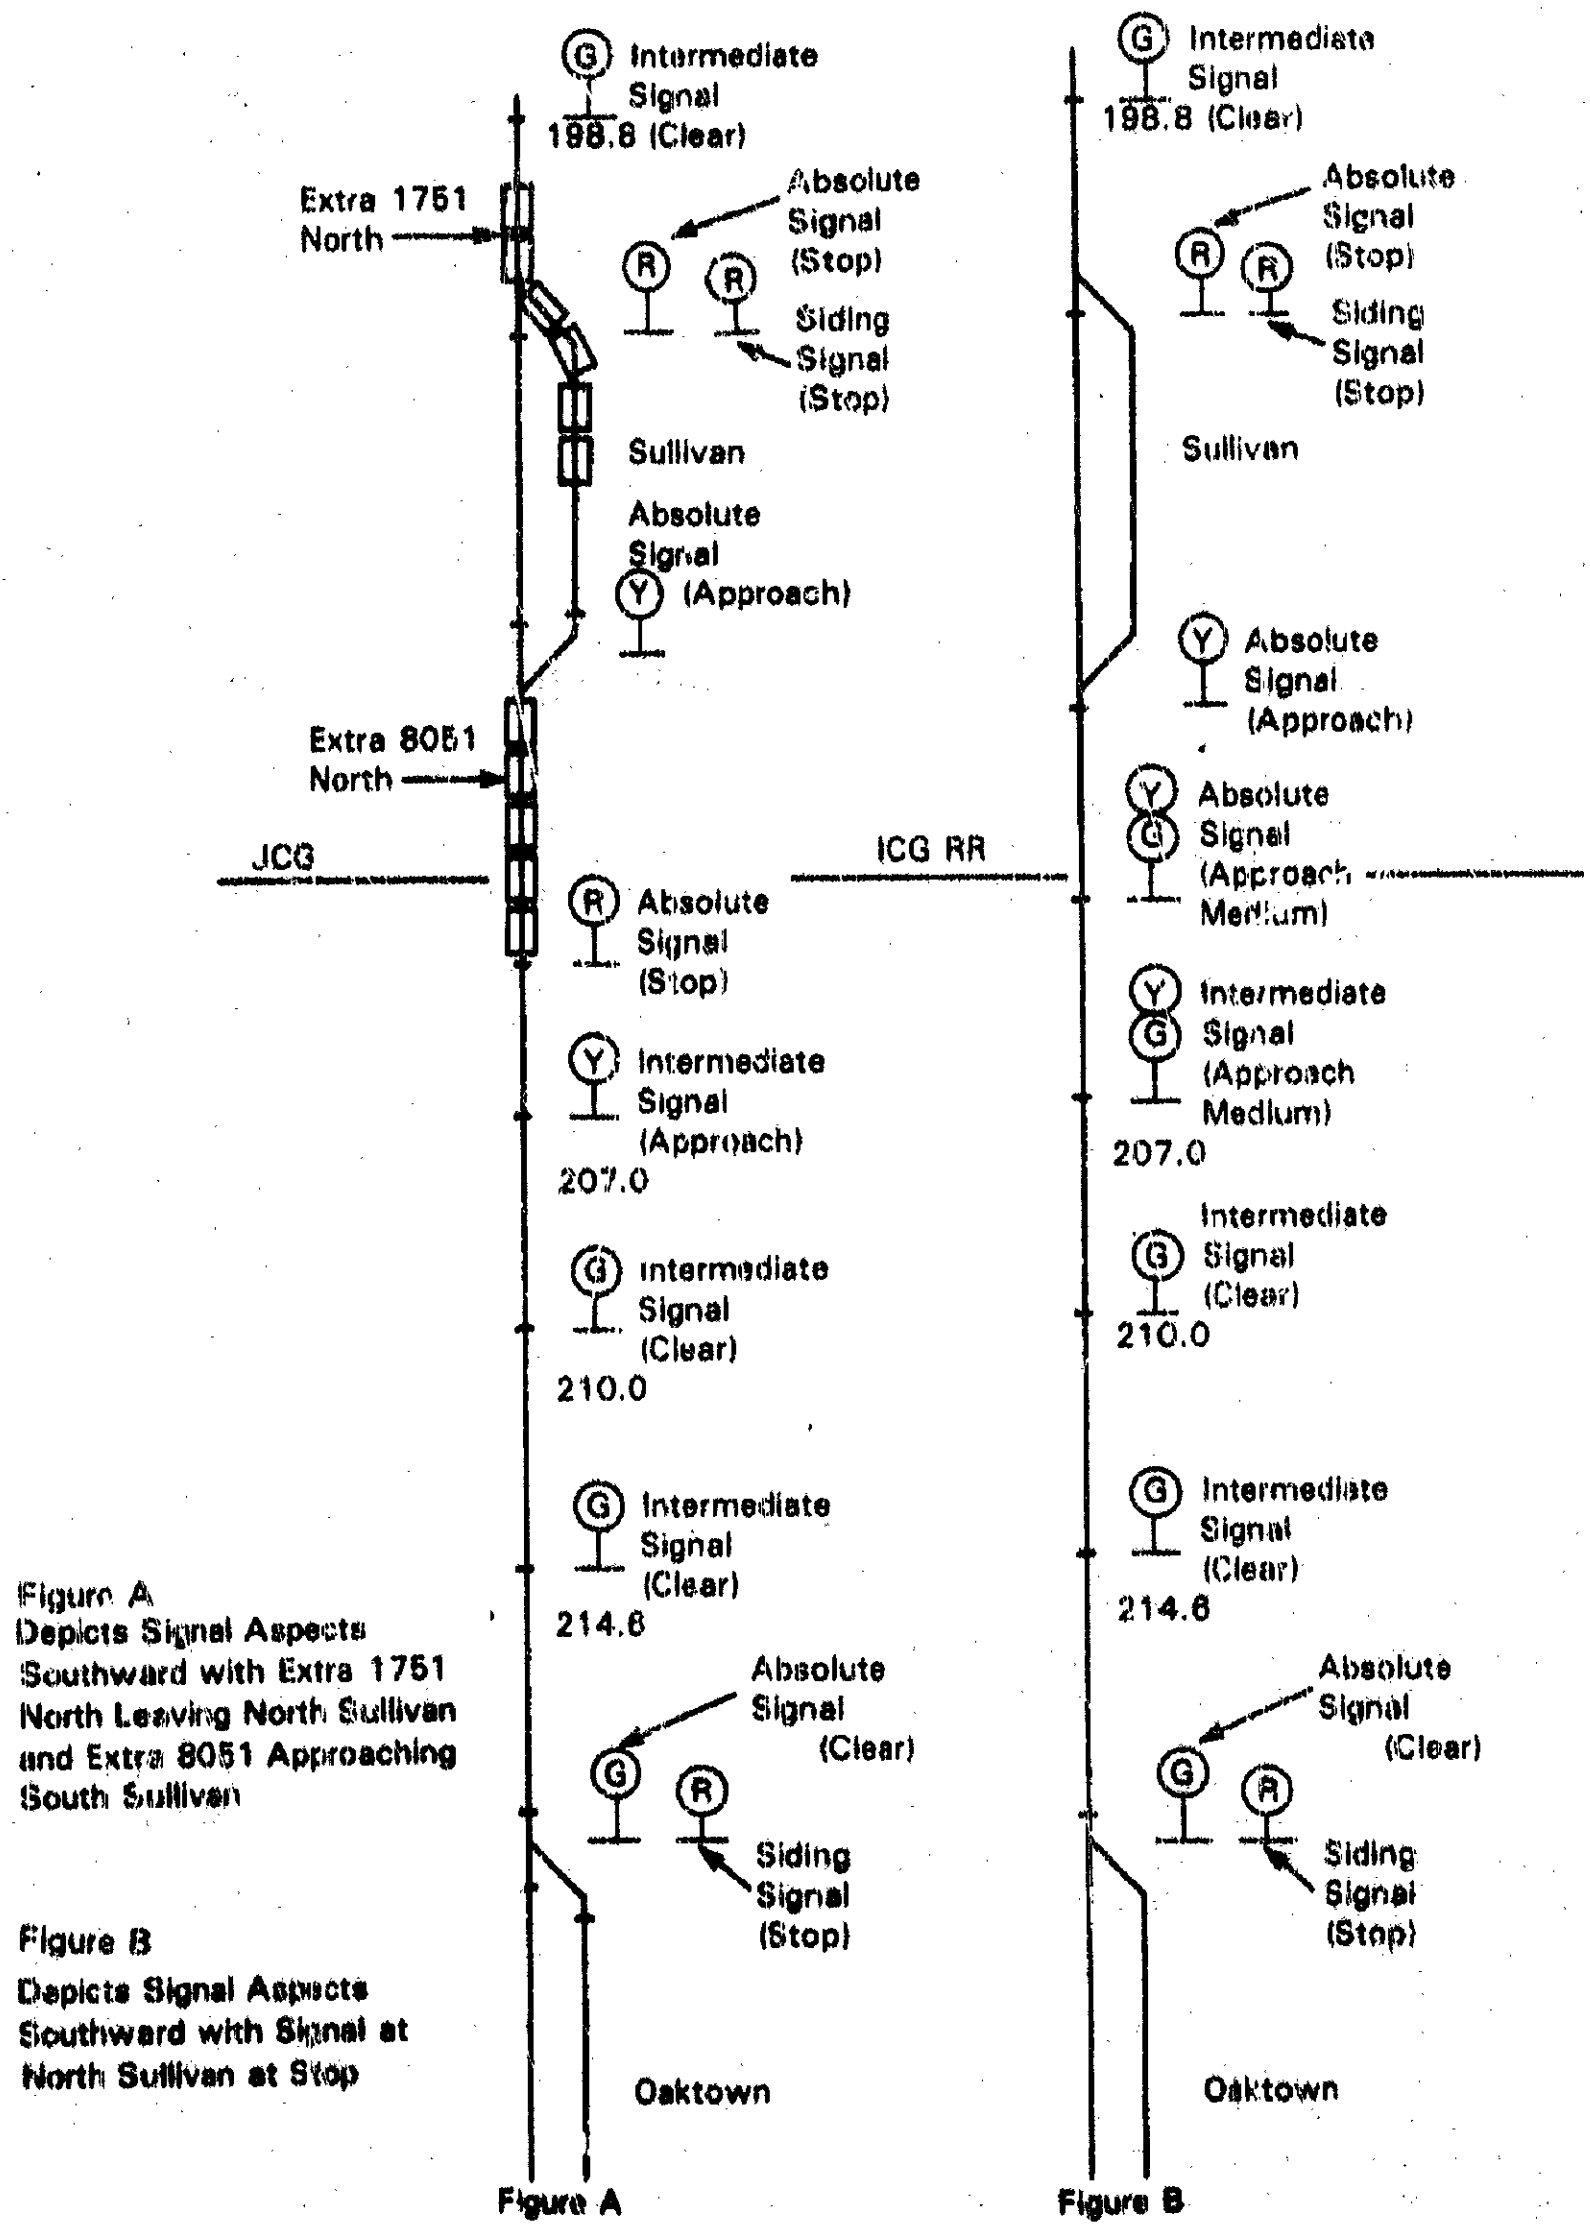 G Intermediate
Signal
198.8 (Clear)
Extra 1751
North
Absolute
Signal
(Stop)
R
R
Siding
Signal
(Stop)
Sullivan
Absolute
Signal
Y (Approach)
Extra 8051
North
JCG
R Absolute
Signal
(Stop)
Y Intermediate
Signal
(Approach)
207.0
G Intermediate
Signal
(Clear)
210.0
G Intermediate
Signal
(Clear)
214.6
Absolute
Signal
(Clear)
G
R
Siding
Signal
(Stop)
Oaktown
Figure A
G Intermediate
Signal
198.8 (Clear)
Absolute
Signal
(Stop)
R
R
Siding
Signal
(Stop)
Sullivan
Y Absolute
Signal
(Approach)
ICG RR
Y Absolute
G Signal
(Approach
Medium)
Y Intermediate
G Signal
(Approach
Medium)
207.0
Intermediate
G Signal
(Clear)
210.0
G Intermediate
Signal
(Clear)
214.6
Absolute
Signal
(Clear)
G
R
Siding
Signal
(Stop)
Oaktown
Figure B
Figure A
Depicts Signal Aspects
Southward with Extra 1751
North Leaving North Sullivan
and Extra 8051 Approaching
South Sullivan
Figure B
Depicts Signal Aspects
Southward with Signal at
North Sullivan at Stop